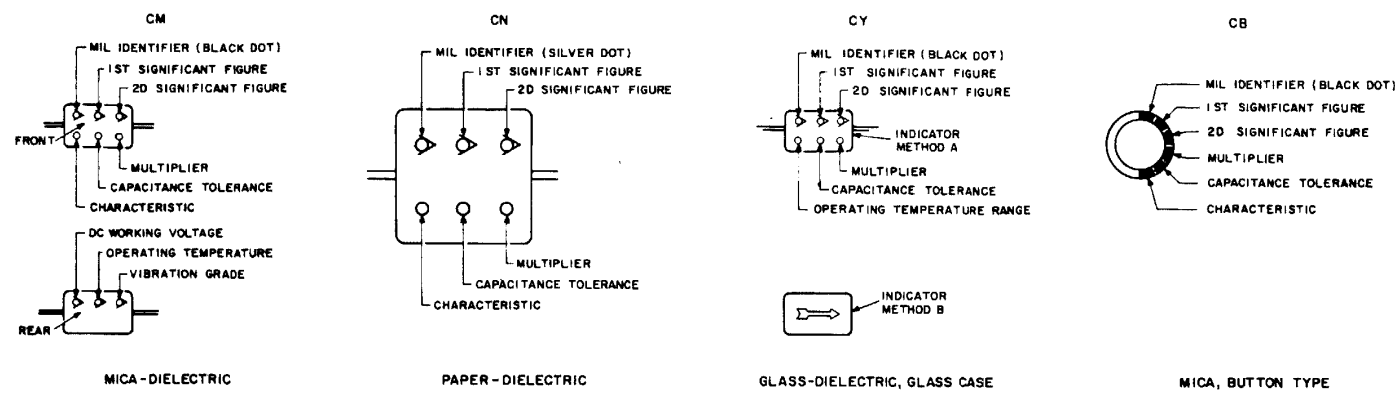 CM
MIL IDENTIFIER (BLACK DOT)
1ST SIGNIFICANT FIGURE
2D SIGNIFICANT FIGURE
FRONT
MULTIPLIER
CAPACITANCE TOLERANCE
CHARACTERISTIC
DC WORKING VOLTAGE
OPERATING TEMPERATURE
VIBRATION GRADE
REAR
MICA-DIELECTRIC
CN
MIL IDENTIFIER (SILVER DOT)
1ST SIGNIFICANT FIGURE
2D SIGNIFICANT FIGURE
MULTIPLIER
CAPACITANCE TOLERANCE
CHARACTERISTIC
PAPER-DIELECTRIC
CY
MIL IDENTIFIER (BLACK DOT)
1ST SIGNIFICANT FIGURE
2D SIGNIFICANT FIGURE
INDICATOR
METHOD A
MULTIPLIER
CAPACITANCE TOLERANCE
OPERATING TEMPERATURE RANGE
INDICATOR
METHOD B
GLASS-DIELECTRIC, GLASS CASE
CB
MIL IDENTIFIER (BLACK DOT)
1ST SIGNIFICANT FIGURE
2D SIGNIFICANT FIGURE
MULTIPLIER
CAPACITANCE TOLERANCE
CHARACTERISTIC
MICA, BUTTON TYPE